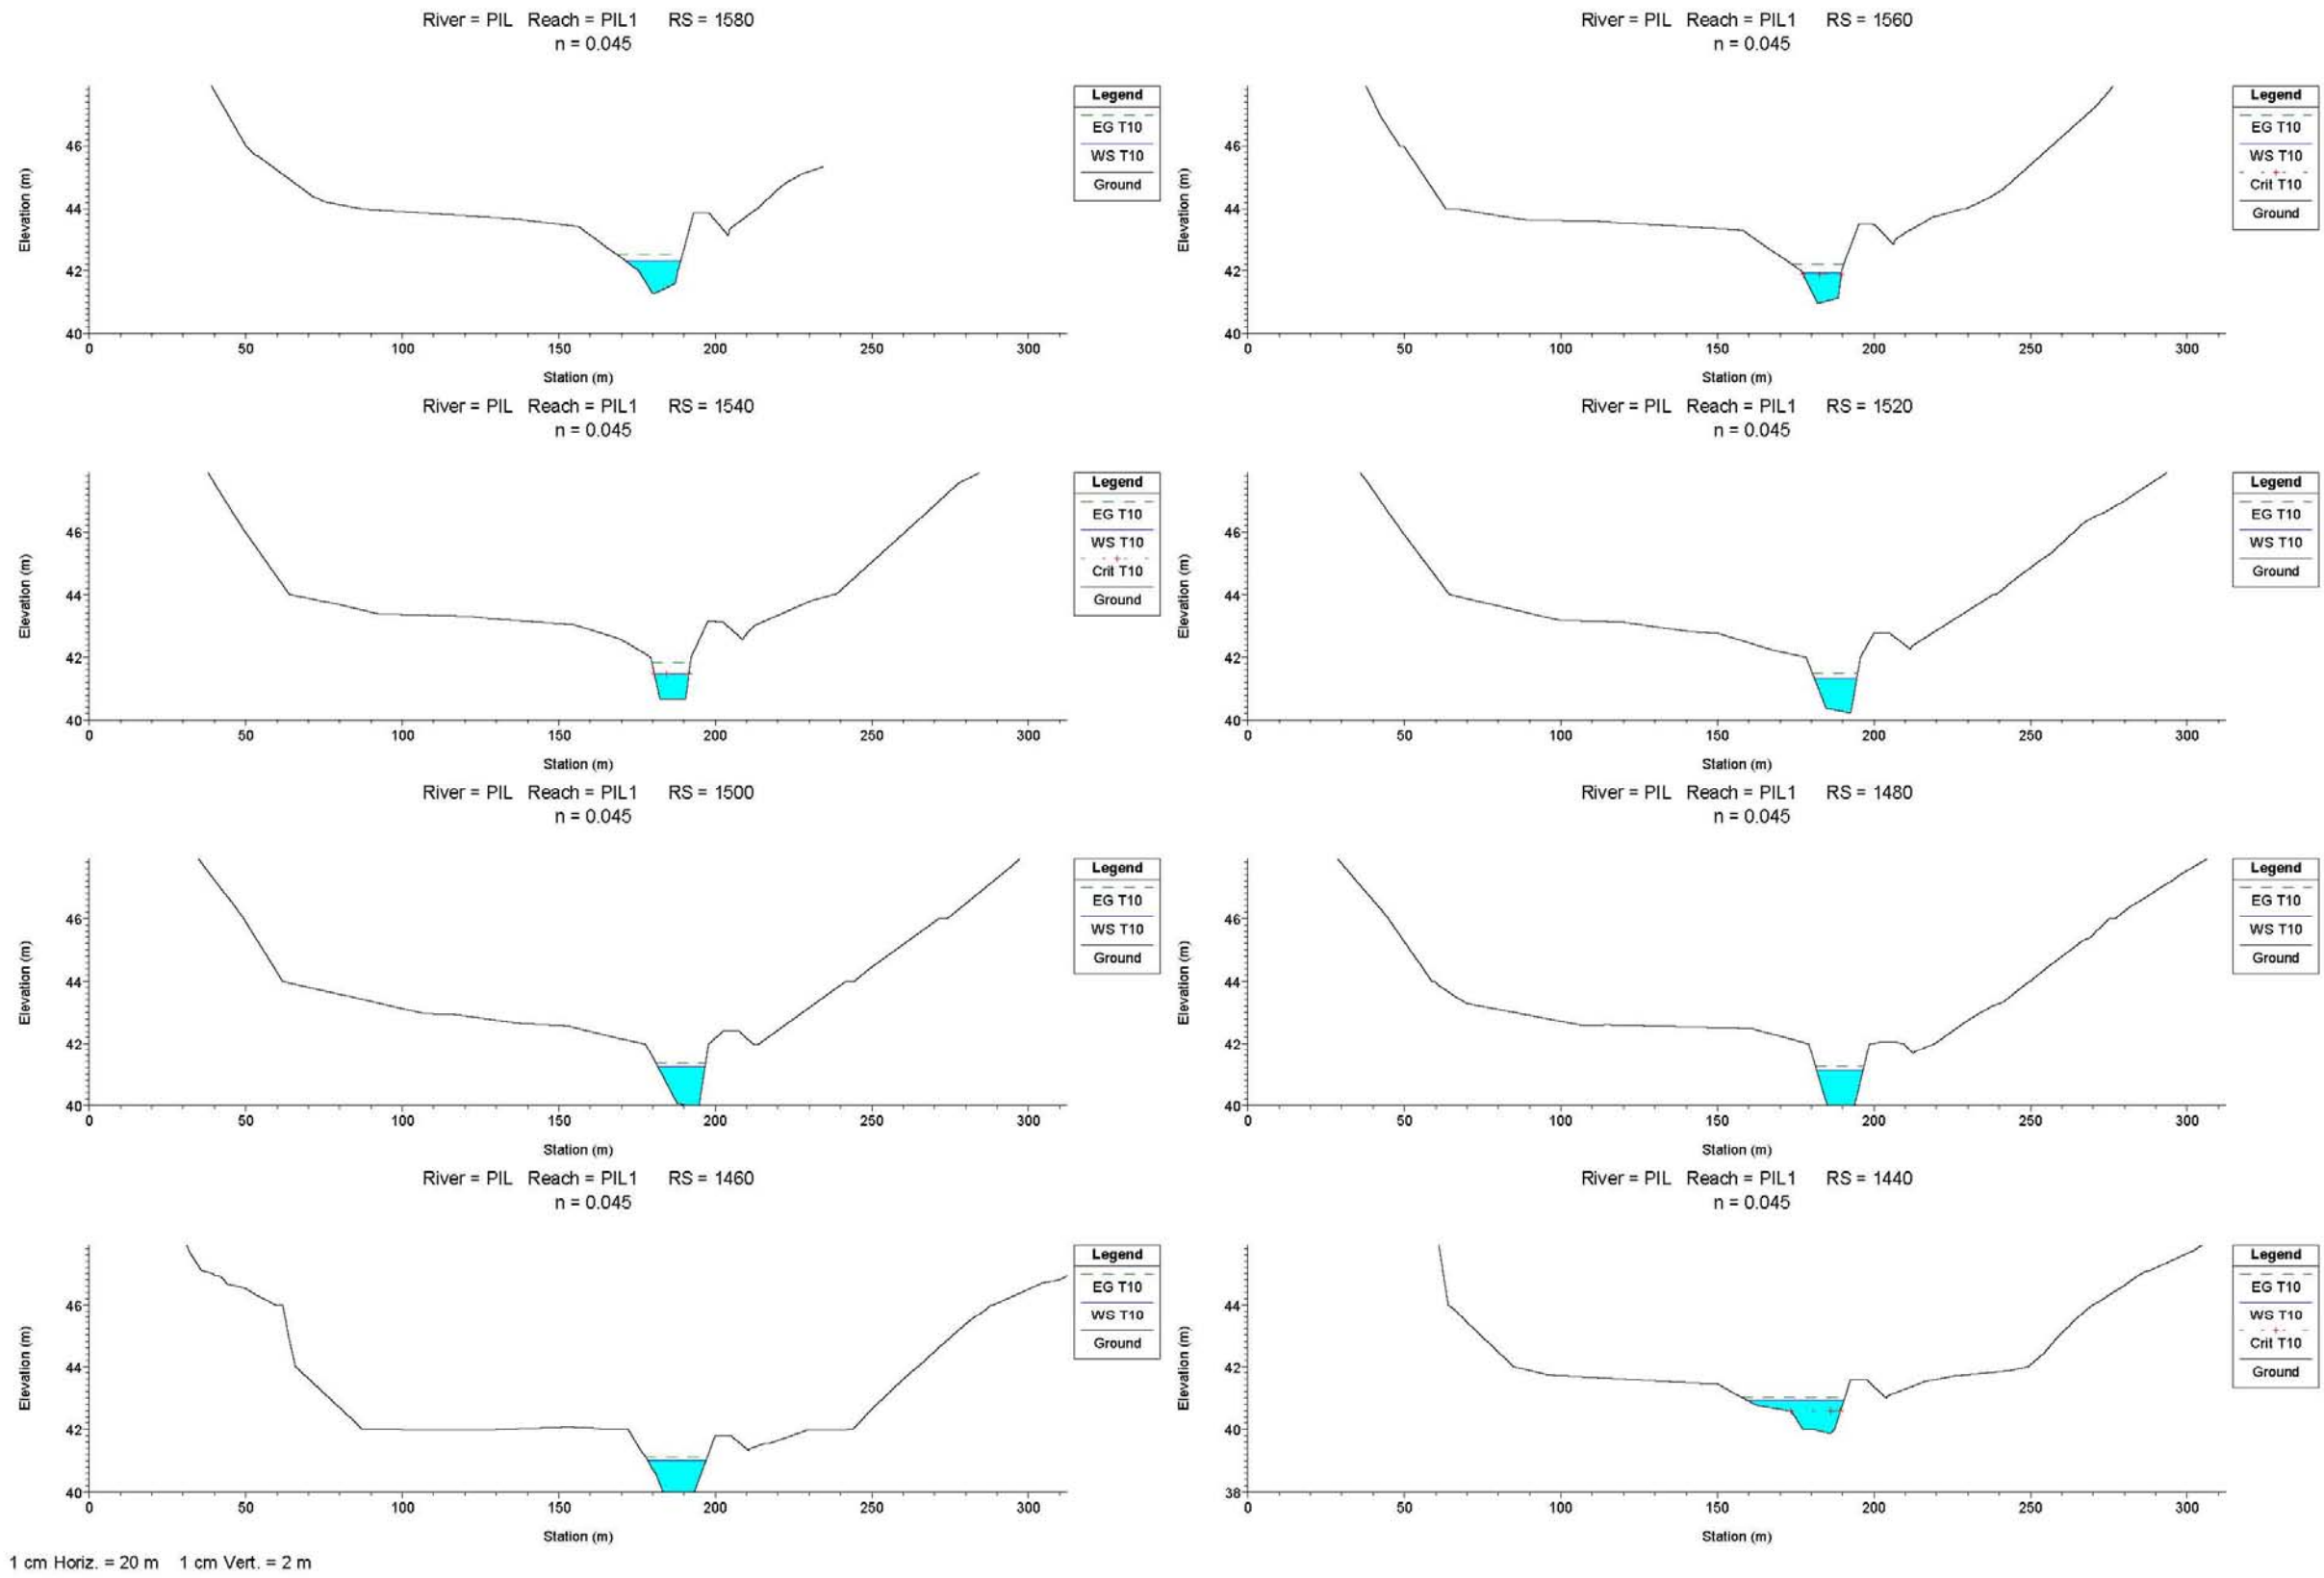 River = PIL Reach = PIL1 RS = 1580
n = 0.045
Legend
EG T10
WS T10
Ground
Elevation (m)
46
44
42
40
0 50 100 150 200 250 300
Station (m)
River = PIL Reach = PIL1 RS = 1560
n = 0.045
Legend
EG T10
WS T10
Crit T10
Ground
Elevation (m)
46
44
42
40
0 50 100 150 200 250 300
Station (m)
River = PIL Reach = PIL1 RS = 1540
n = 0.045
Legend
EG T10
WS T10
Crit T10
Ground
Elevation (m)
46
44
42
40
0 50 100 150 200 250 300
Station (m)
River = PIL Reach = PIL1 RS = 1520
n = 0.045
Legend
EG T10
WS T10
Ground
Elevation (m)
46
44
42
40
0 50 100 150 200 250 300
Station (m)
River = PIL Reach = PIL1 RS = 1500
n = 0.045
Legend
EG T10
WS T10
Ground
Elevation (m)
46
44
42
40
0 50 100 150 200 250 300
Station (m)
River = PIL Reach = PIL1 RS = 1480
n = 0.045
Legend
EG T10
WS T10
Ground
Elevation (m)
46
44
42
40
0 50 100 150 200 250 300
Station (m)
River = PIL Reach = PIL1 RS = 1460
n = 0.045
Legend
EG T10
WS T10
Ground
Elevation (m)
46
44
42
40
0 50 100 150 200 250 300
Station (m)
River = PIL Reach = PIL1 RS = 1440
n = 0.045
Legend
EG T10
WS T10
Crit T10
Ground
Elevation (m)
44
42
40
38
0 50 100 150 200 250 300
Station (m)
1 cm Horiz. = 20 m 1 cm Vert. = 2 m